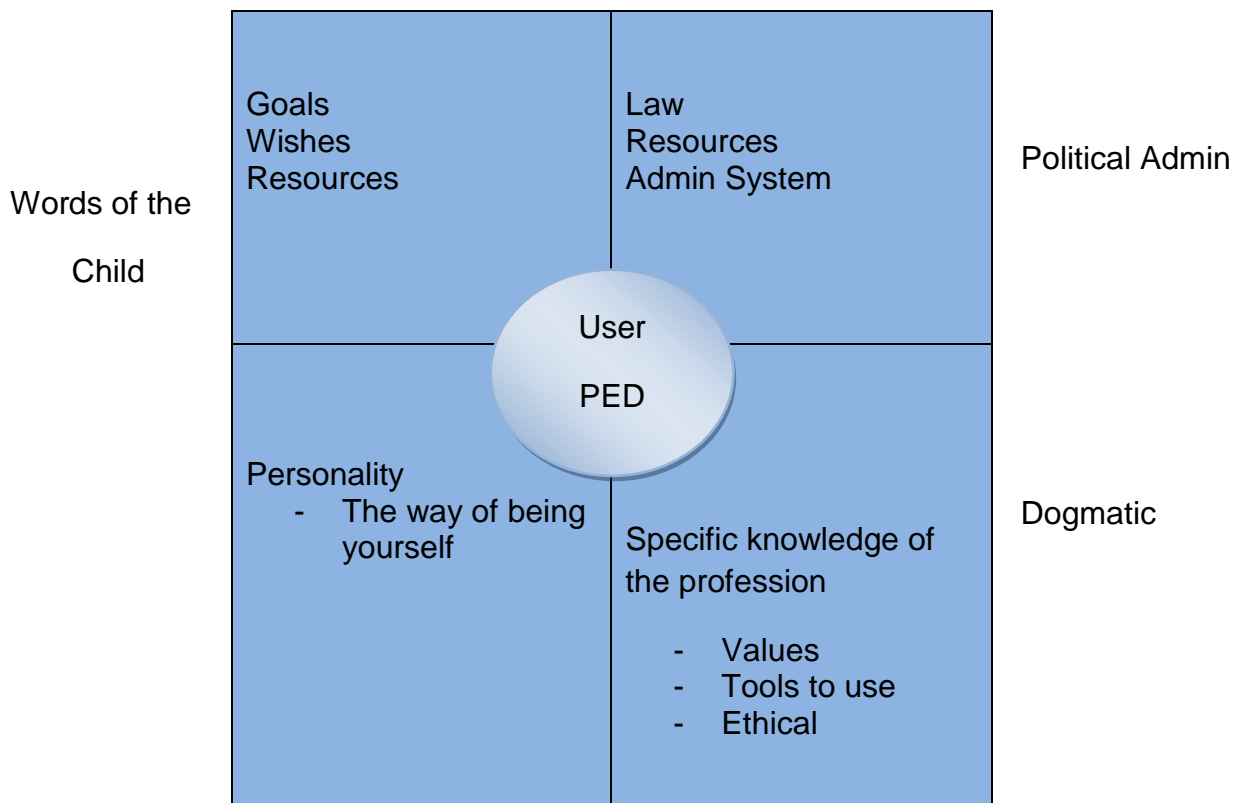 Goals
Wishes
Resources
Law
Resources
Admin System
Political Admin
Words of the
Child
User
PED
Personality
- The way of being
yourself
Specific knowledge of
the profession
- Values
- Tools to use
- Ethical
Dogmatic